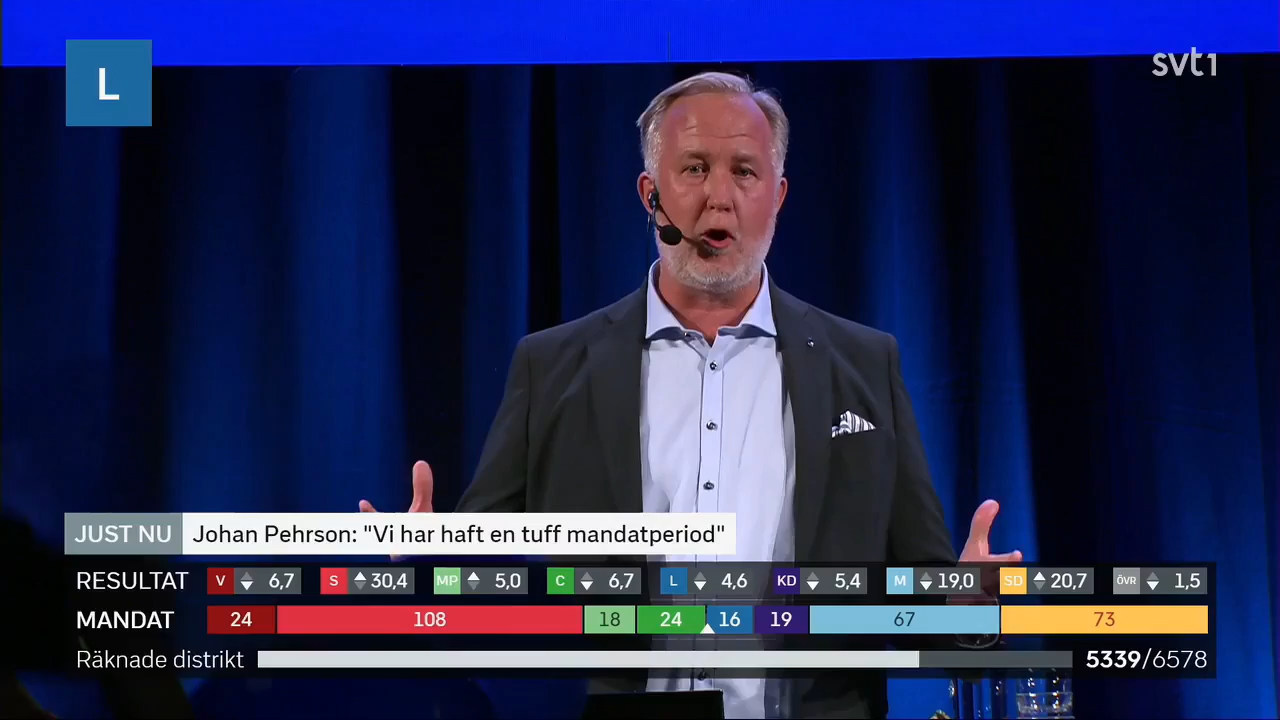 L
svt1
JUST NU Johan Pehrson: "Vi har haft en tuff mandatperiod"
RESULTAT V 6,7 S 30,4 MP 5,0 C 6,7 L 4,6 KD 5,4 M 19,0 SD 20,7 ÖVR 1,5
MANDAT 24 108 18 24 16 19 67 73
Räknade distrikt 5339/6578